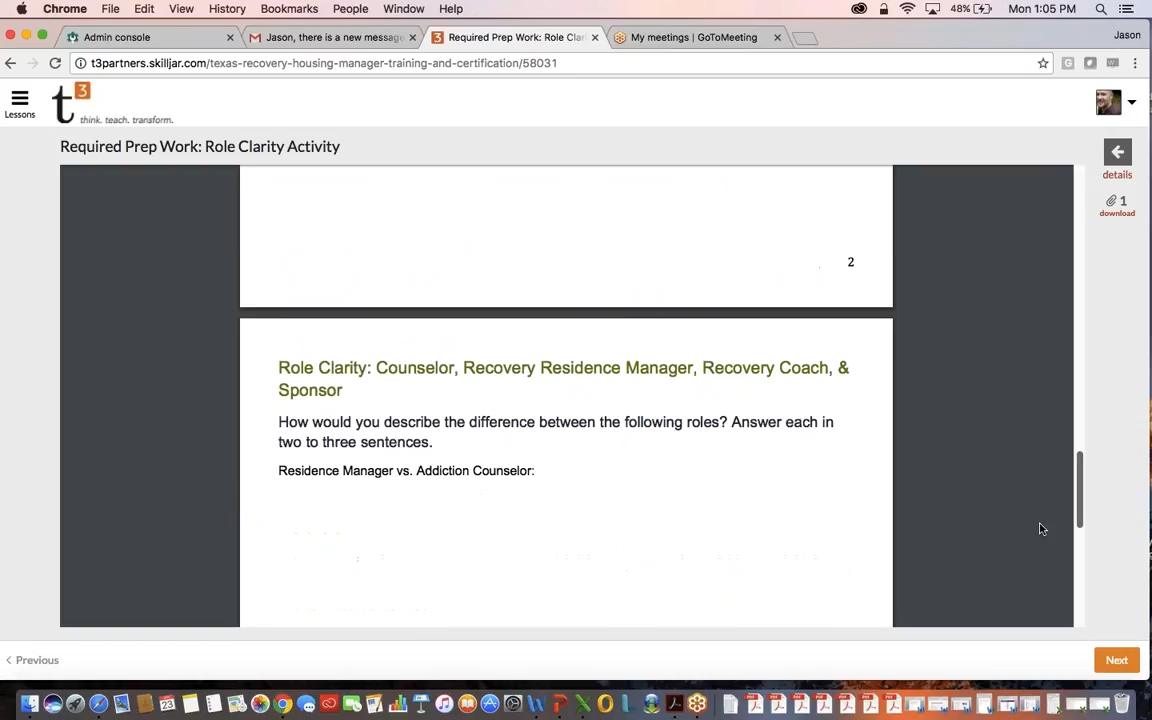 Chrome File Edit View History Bookmarks People Window Help 48% Mon 1:05 PM
Admin console Jason, there is a new message Required Prep Work: Role Clar My meetings | GoToMeeting Jason
t3partners.skilljar.com/texas-recovery-housing-manager-training-and-certification/58031
Lessons
t3
think. teach. transform.
Required Prep Work: Role Clarity Activity
details
1
download
2
Role Clarity: Counselor, Recovery Residence Manager, Recovery Coach, &
Sponsor
How would you describe the difference between the following roles? Answer each in
two to three sentences.
Residence Manager vs. Addiction Counselor:
< Previous
Next